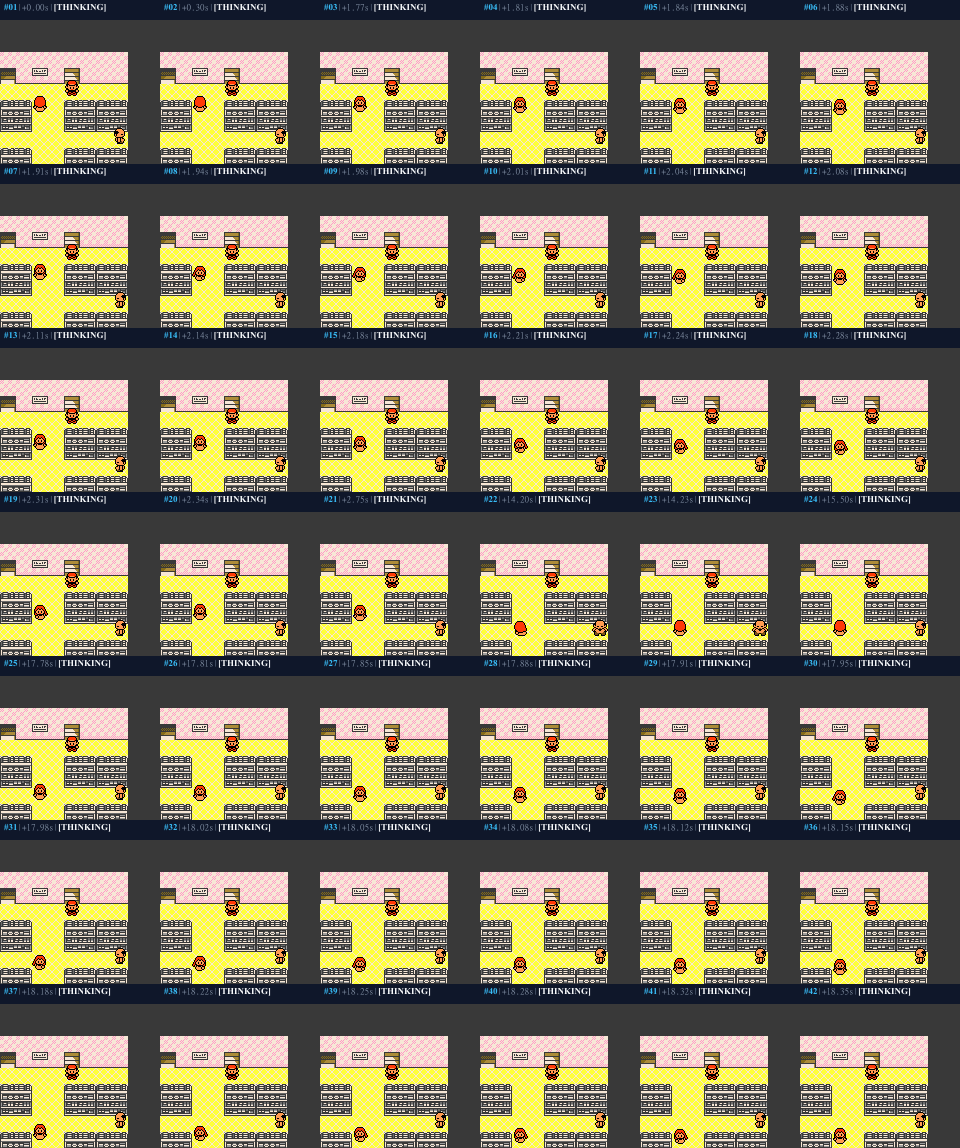 #01|+0.00s|[THINKING] #02|+0.30s|[THINKING] #03|+1.77s|[THINKING] #04|+1.81s|[THINKING] #05|+1.84s|[THINKING] #06|+1.88s|[THINKING]
#07|+1.91s|[THINKING] #08|+1.94s|[THINKING] #09|+1.98s|[THINKING] #10|+2.01s|[THINKING] #11|+2.04s|[THINKING] #12|+2.08s|[THINKING]
#13|+2.11s|[THINKING] #14|+2.14s|[THINKING] #15|+2.18s|[THINKING] #16|+2.21s|[THINKING] #17|+2.24s|[THINKING] #18|+2.28s|[THINKING]
#19|+2.31s|[THINKING] #20|+2.34s|[THINKING] #21|+2.75s|[THINKING] #22|+14.20s|[THINKING] #23|+14.23s|[THINKING] #24|+15.50s|[THINKING]
#25|+17.78s|[THINKING] #26|+17.81s|[THINKING] #27|+17.85s|[THINKING] #28|+17.88s|[THINKING] #29|+17.91s|[THINKING] #30|+17.95s|[THINKING]
#31|+17.98s|[THINKING] #32|+18.02s|[THINKING] #33|+18.05s|[THINKING] #34|+18.08s|[THINKING] #35|+18.12s|[THINKING] #36|+18.15s|[THINKING]
#37|+18.18s|[THINKING] #38|+18.22s|[THINKING] #39|+18.25s|[THINKING] #40|+18.28s|[THINKING] #41|+18.32s|[THINKING] #42|+18.35s|[THINKING]